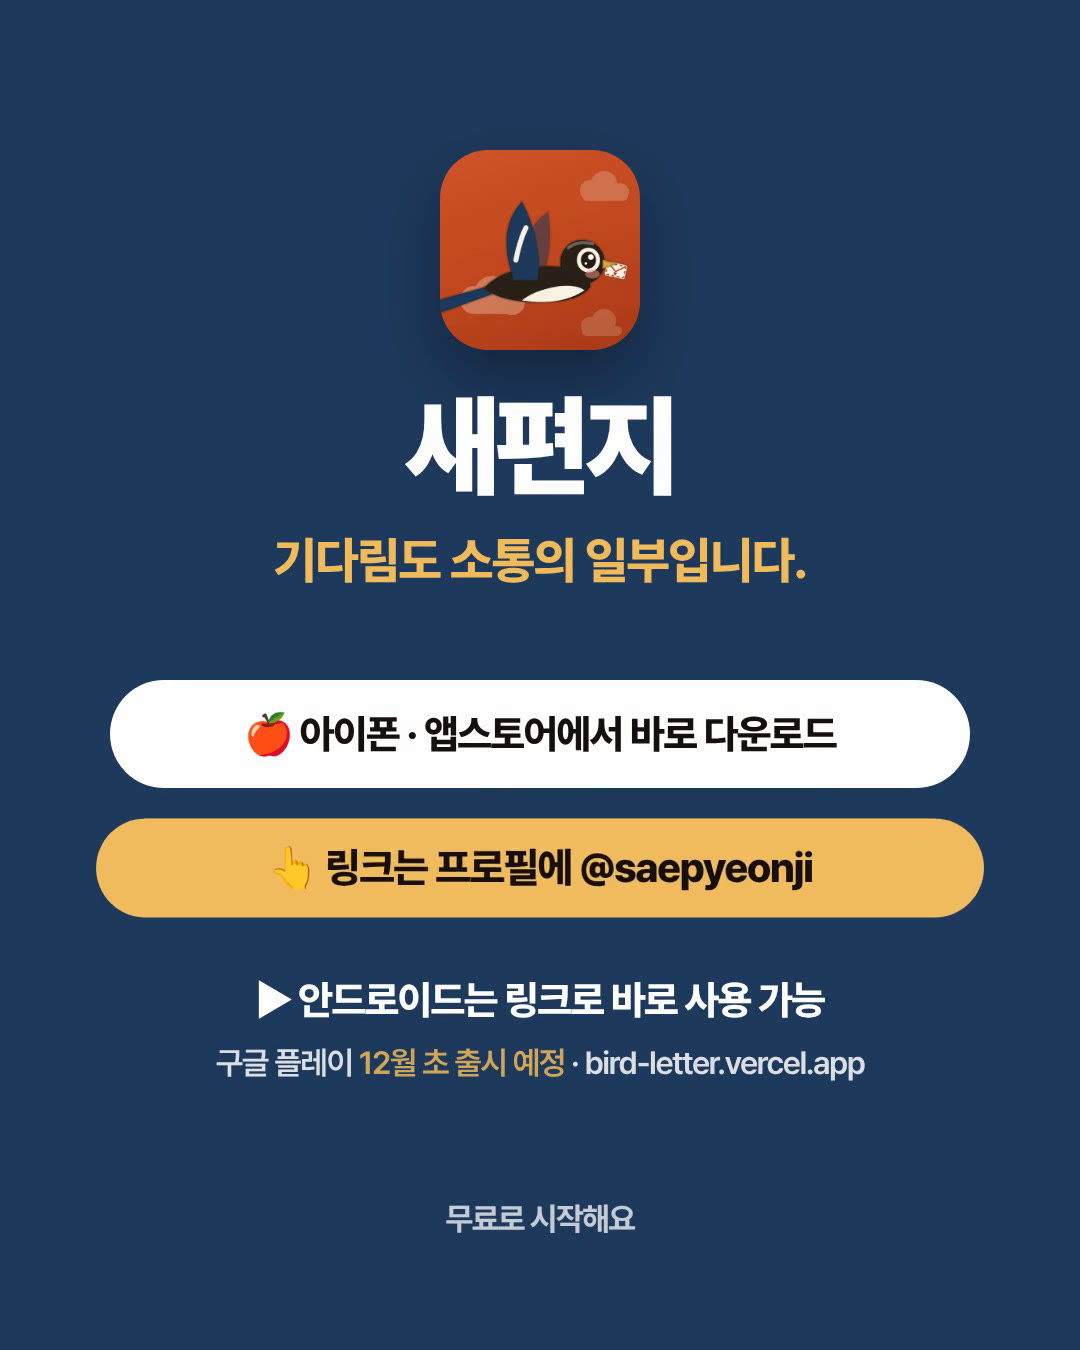 새편지
기다림도 소통의 일부입니다.
🍎 아이폰 · 앱스토어에서 바로 다운로드
👆 링크는 프로필에 @saepyeonji
▶ 안드로이드는 링크로 바로 사용 가능
구글 플레이 12월 초 출시 예정 · bird-letter.vercel.app
무료로 시작해요